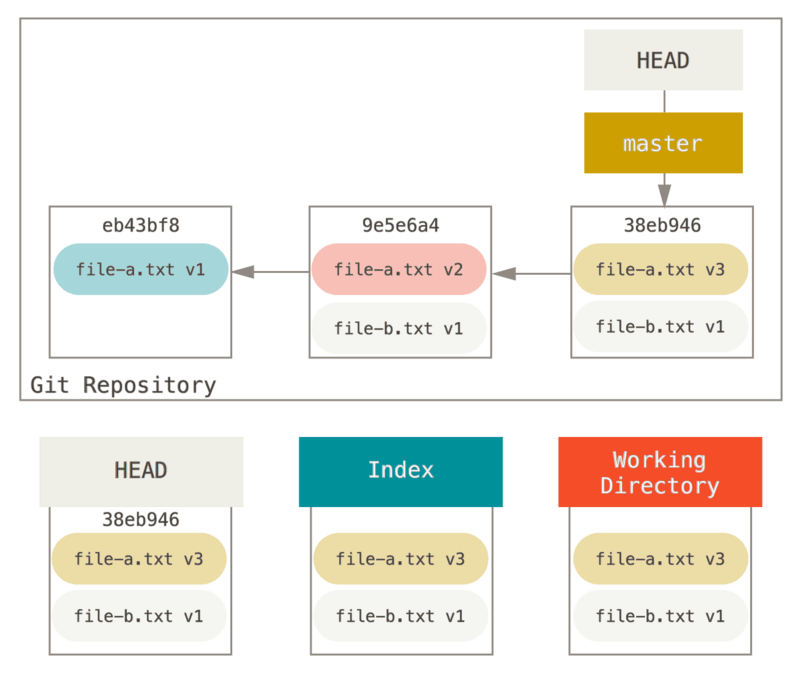 HEAD
master
eb43bf8
9e5e6a4
38eb946
file-a.txt v1
file-a.txt v2
file-a.txt v3
file-b.txt v1
file-b.txt v1
Git Repository
HEAD
Index
Working
Directory
38eb946
file-a.txt v3
file-a.txt v3
file-a.txt v3
file-b.txt v1
file-b.txt v1
file-b.txt v1